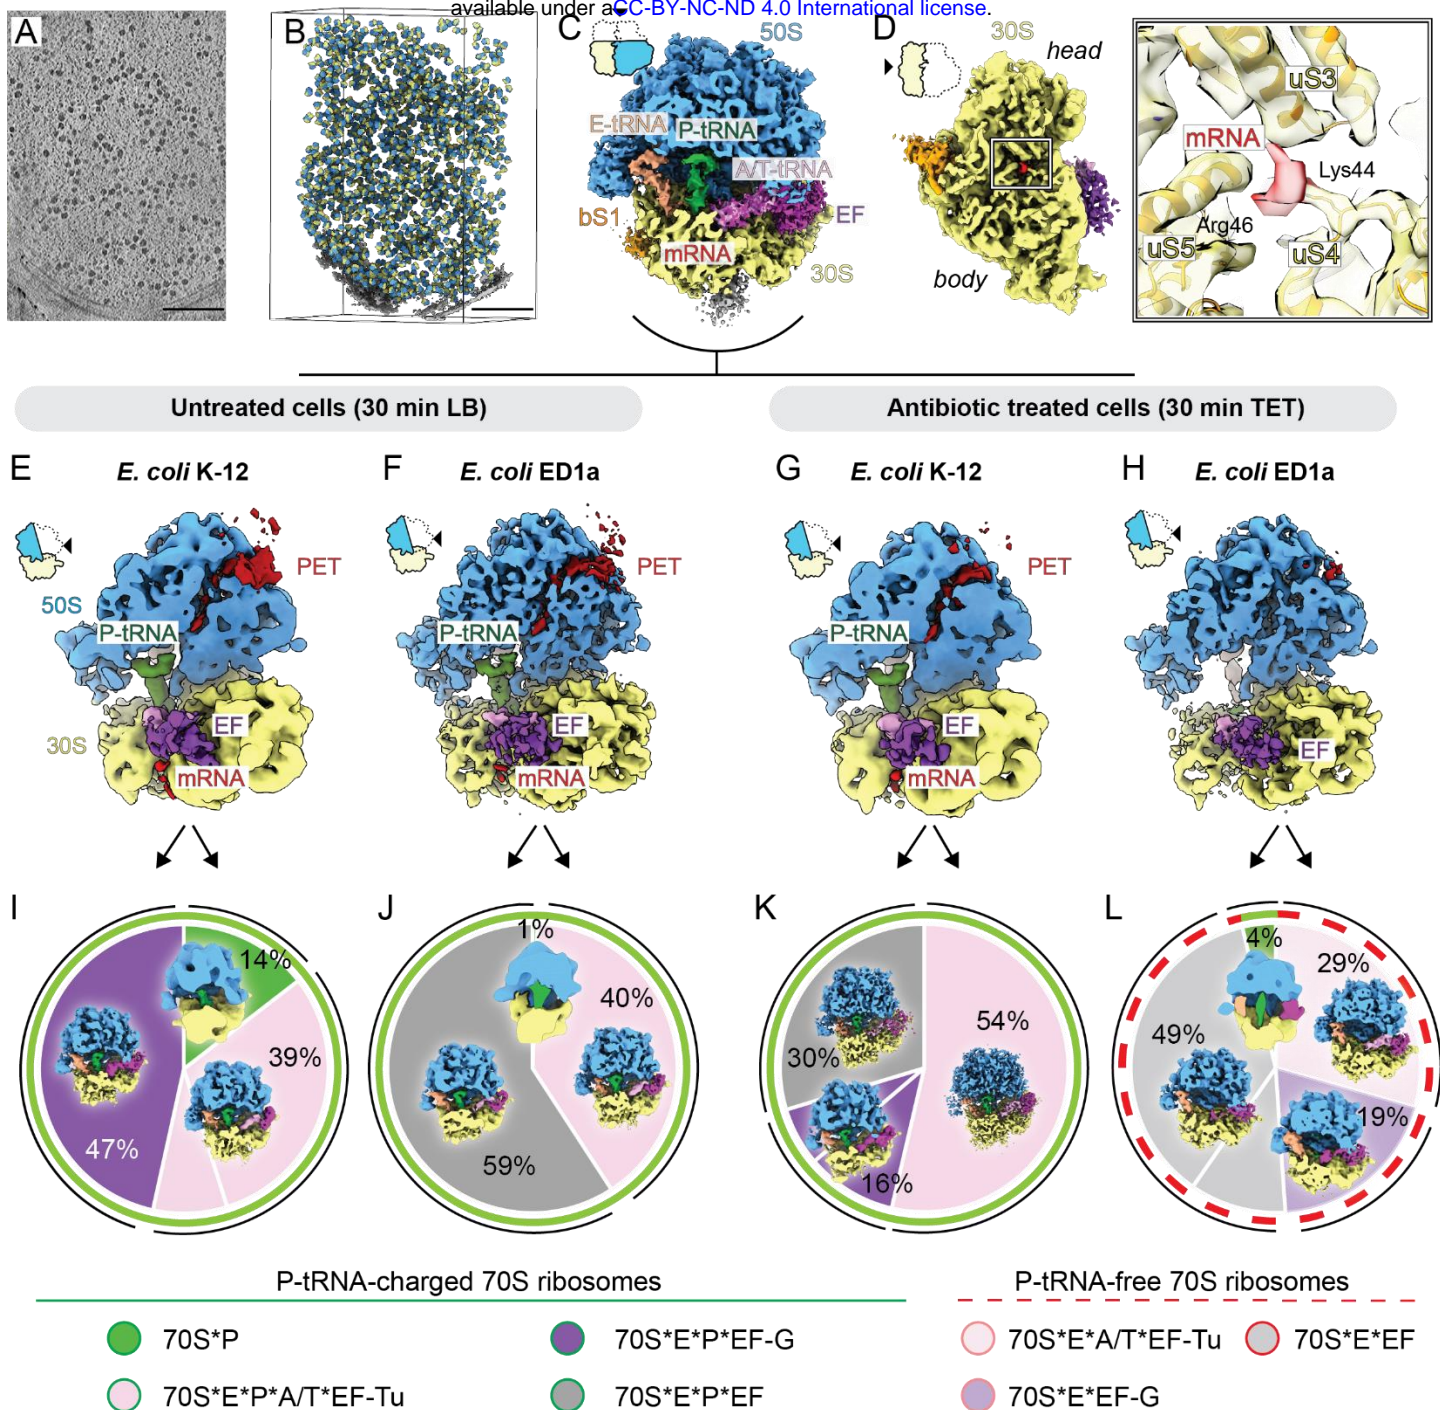 available under aCC-BY-NC-ND 4.0 International license.
A
B
C
50S
E-tRNA
P-tRNA
A/T-tRNA
bS1
EF
mRNA
30S
D
30S
head
body
uS3
mRNA
Lys44
Arg46
uS5
uS4
Untreated cells (30 min LB)
Antibiotic treated cells (30 min TET)
E
E. coli K-12
F
E. coli ED1a
G
E. coli K-12
H
E. coli ED1a
PET
50S
P-tRNA
EF
30S
mRNA
PET
P-tRNA
EF
mRNA
PET
P-tRNA
EF
mRNA
EF
I
14%
39%
47%
J
1%
40%
59%
K
54%
30%
16%
L
4%
29%
49%
19%
P-tRNA-charged 70S ribosomes
P-tRNA-free 70S ribosomes
70S*P
70S*E*P*EF-G
70S*E*A/T*EF-Tu
70S*E*EF
70S*E*P*A/T*EF-Tu
70S*E*P*EF
70S*E*EF-G